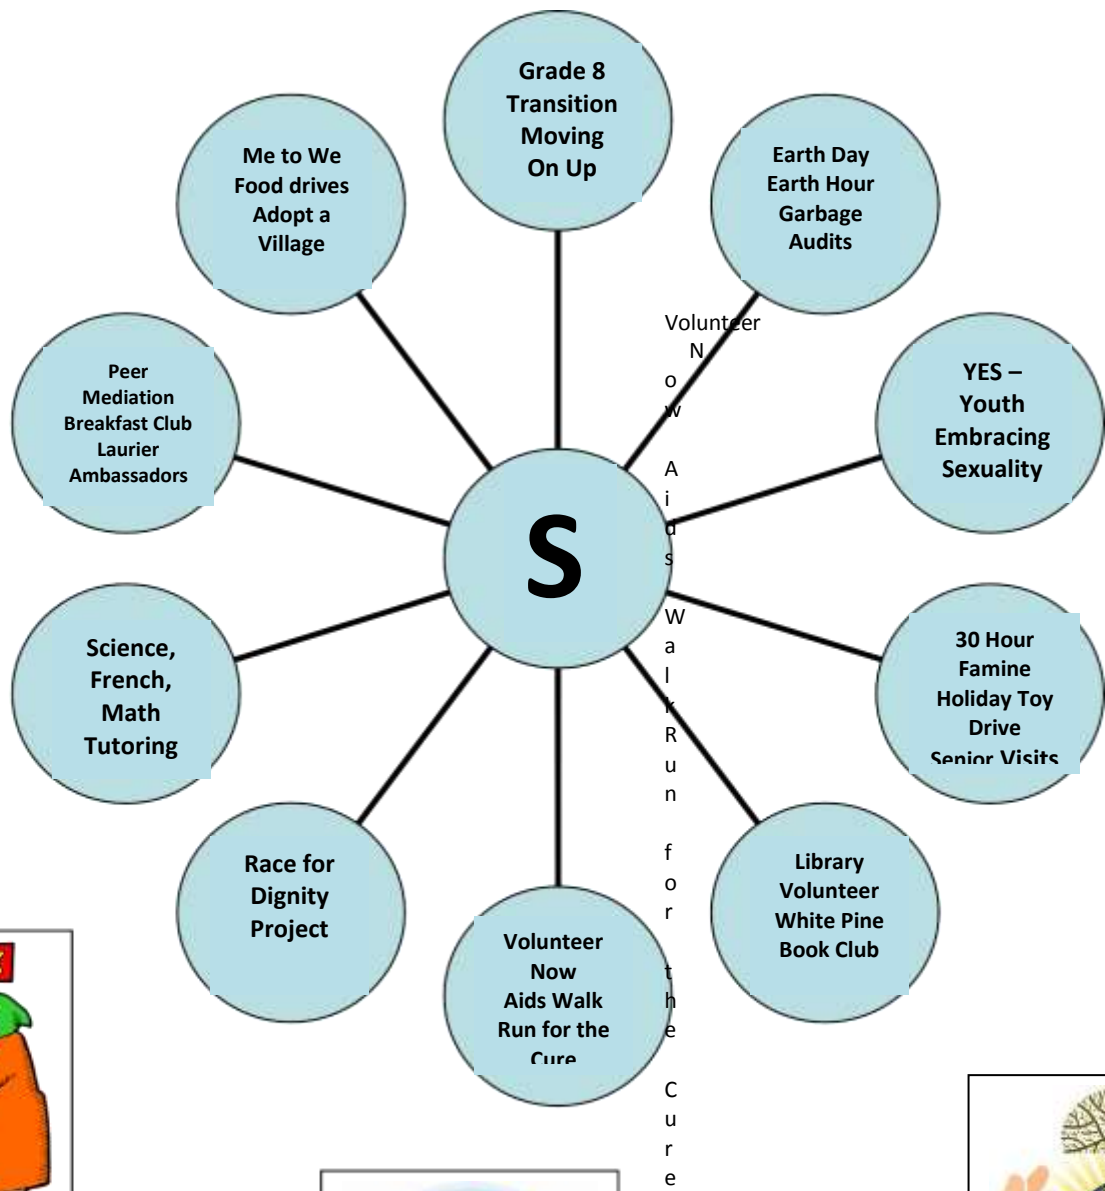 Grade 8
Transition
Moving
On Up
Earth Day
Earth Hour
Garbage
Audits
YES –
Youth
Embracing
Sexuality
30 Hour
Famine
Holiday Toy
Drive
Senior Visits
Library
Volunteer
White Pine
Book Club
Volunteer
Now
Aids Walk
Run for the
Cure
Race for
Dignity
Project
Science,
French,
Math
Tutoring
Peer
Mediation
Breakfast Club
Laurier
Ambassadors
Me to We
Food drives
Adopt a
Village
S
Volunteer
N
o
w
A
i
d
s
W
a
l
k
R
u
n
f
o
r
t
h
e
C
u
r
e